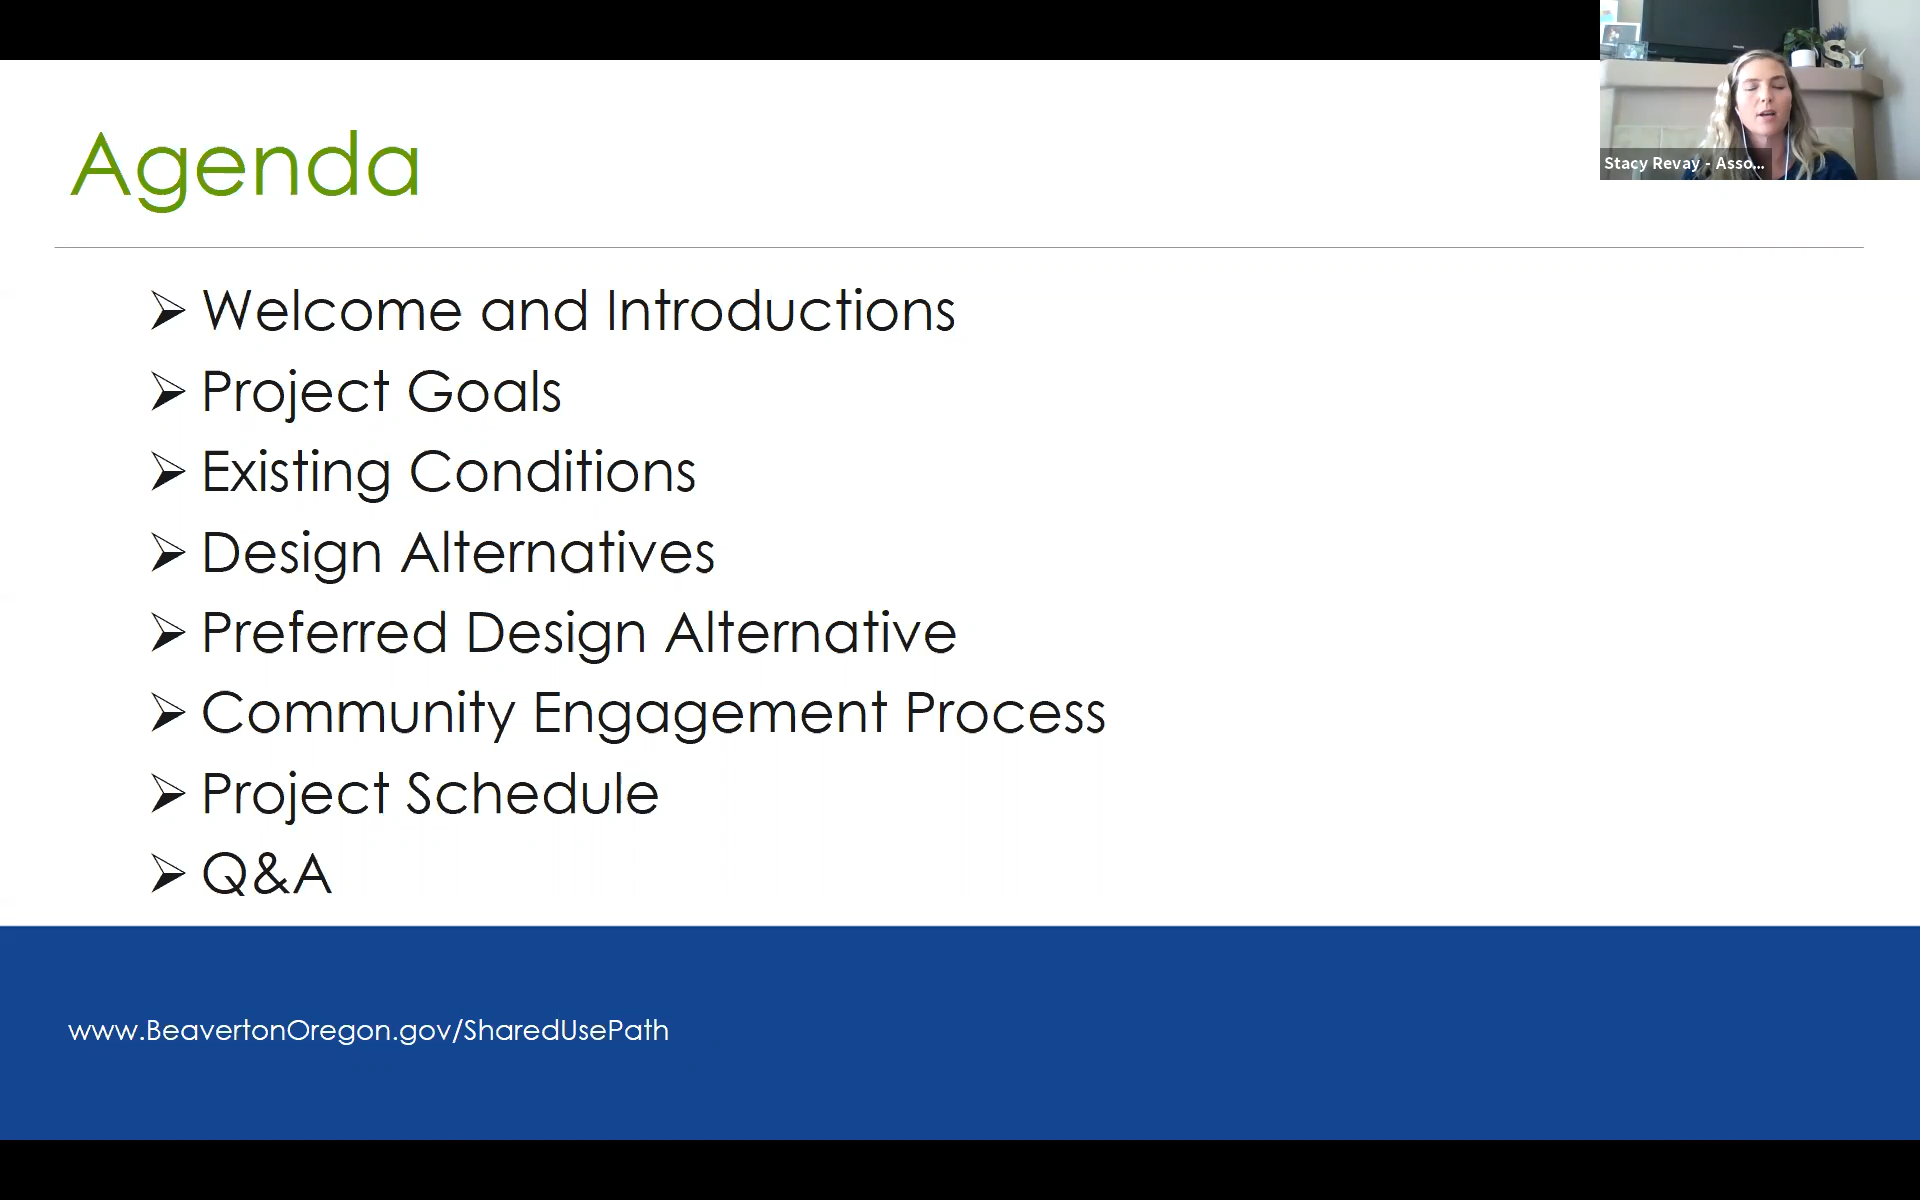 Stacy Revay - Asso...
Agenda
Welcome and Introductions
Project Goals
Existing Conditions
Design Alternatives
Preferred Design Alternative
Community Engagement Process
Project Schedule
Q&A
www.BeavertonOregon.gov/SharedUsePath